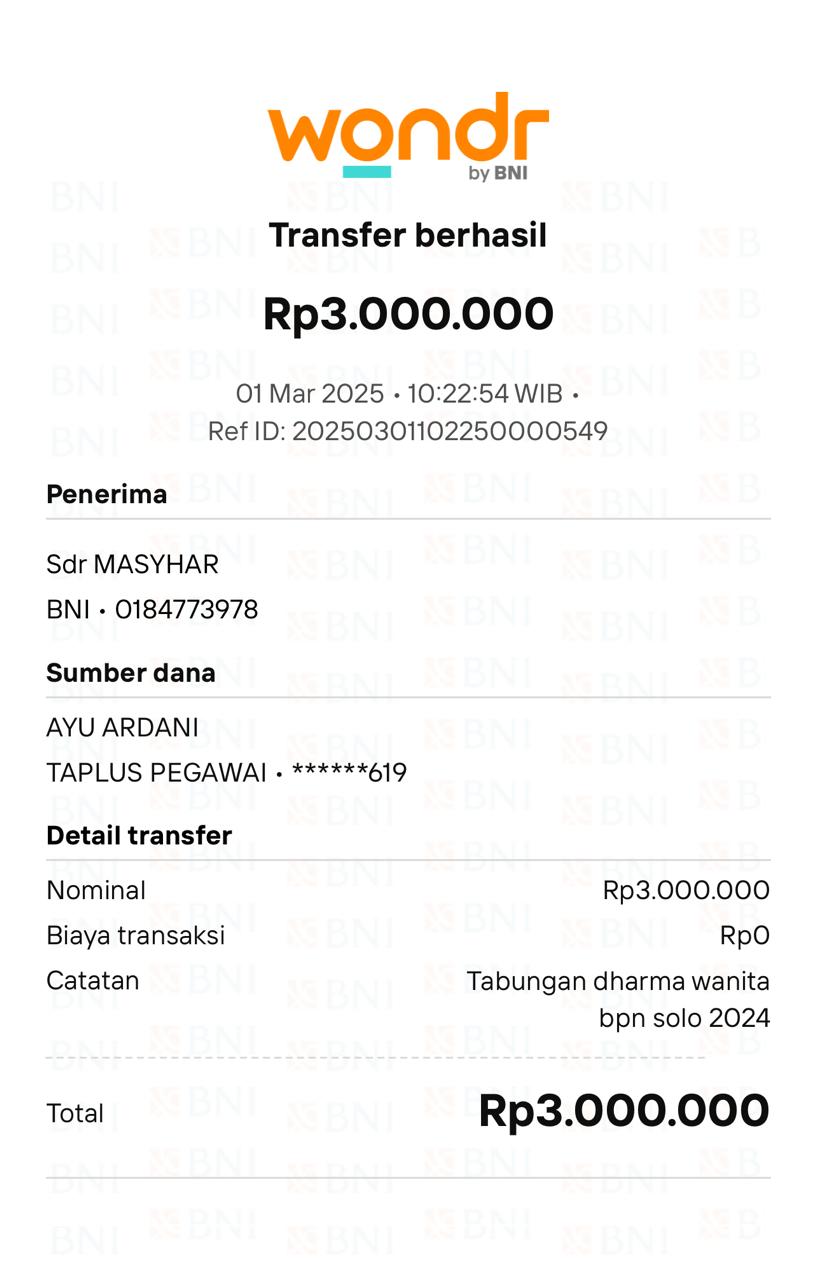 wondr
by BNI
Transfer berhasil
Rp3.000.000
01 Mar 2025 • 10:22:54 WIB •
Ref ID: 20250301102250000549
Penerima
Sdr MASYHAR
BNI • 0184773978
Sumber dana
AYU ARDANI
TAPLUS PEGAWAI • ******619
Detail transfer
Nominal Rp3.000.000
Biaya transaksi Rp0
Catatan Tabungan dharma wanita
bpn solo 2024
Total Rp3.000.000